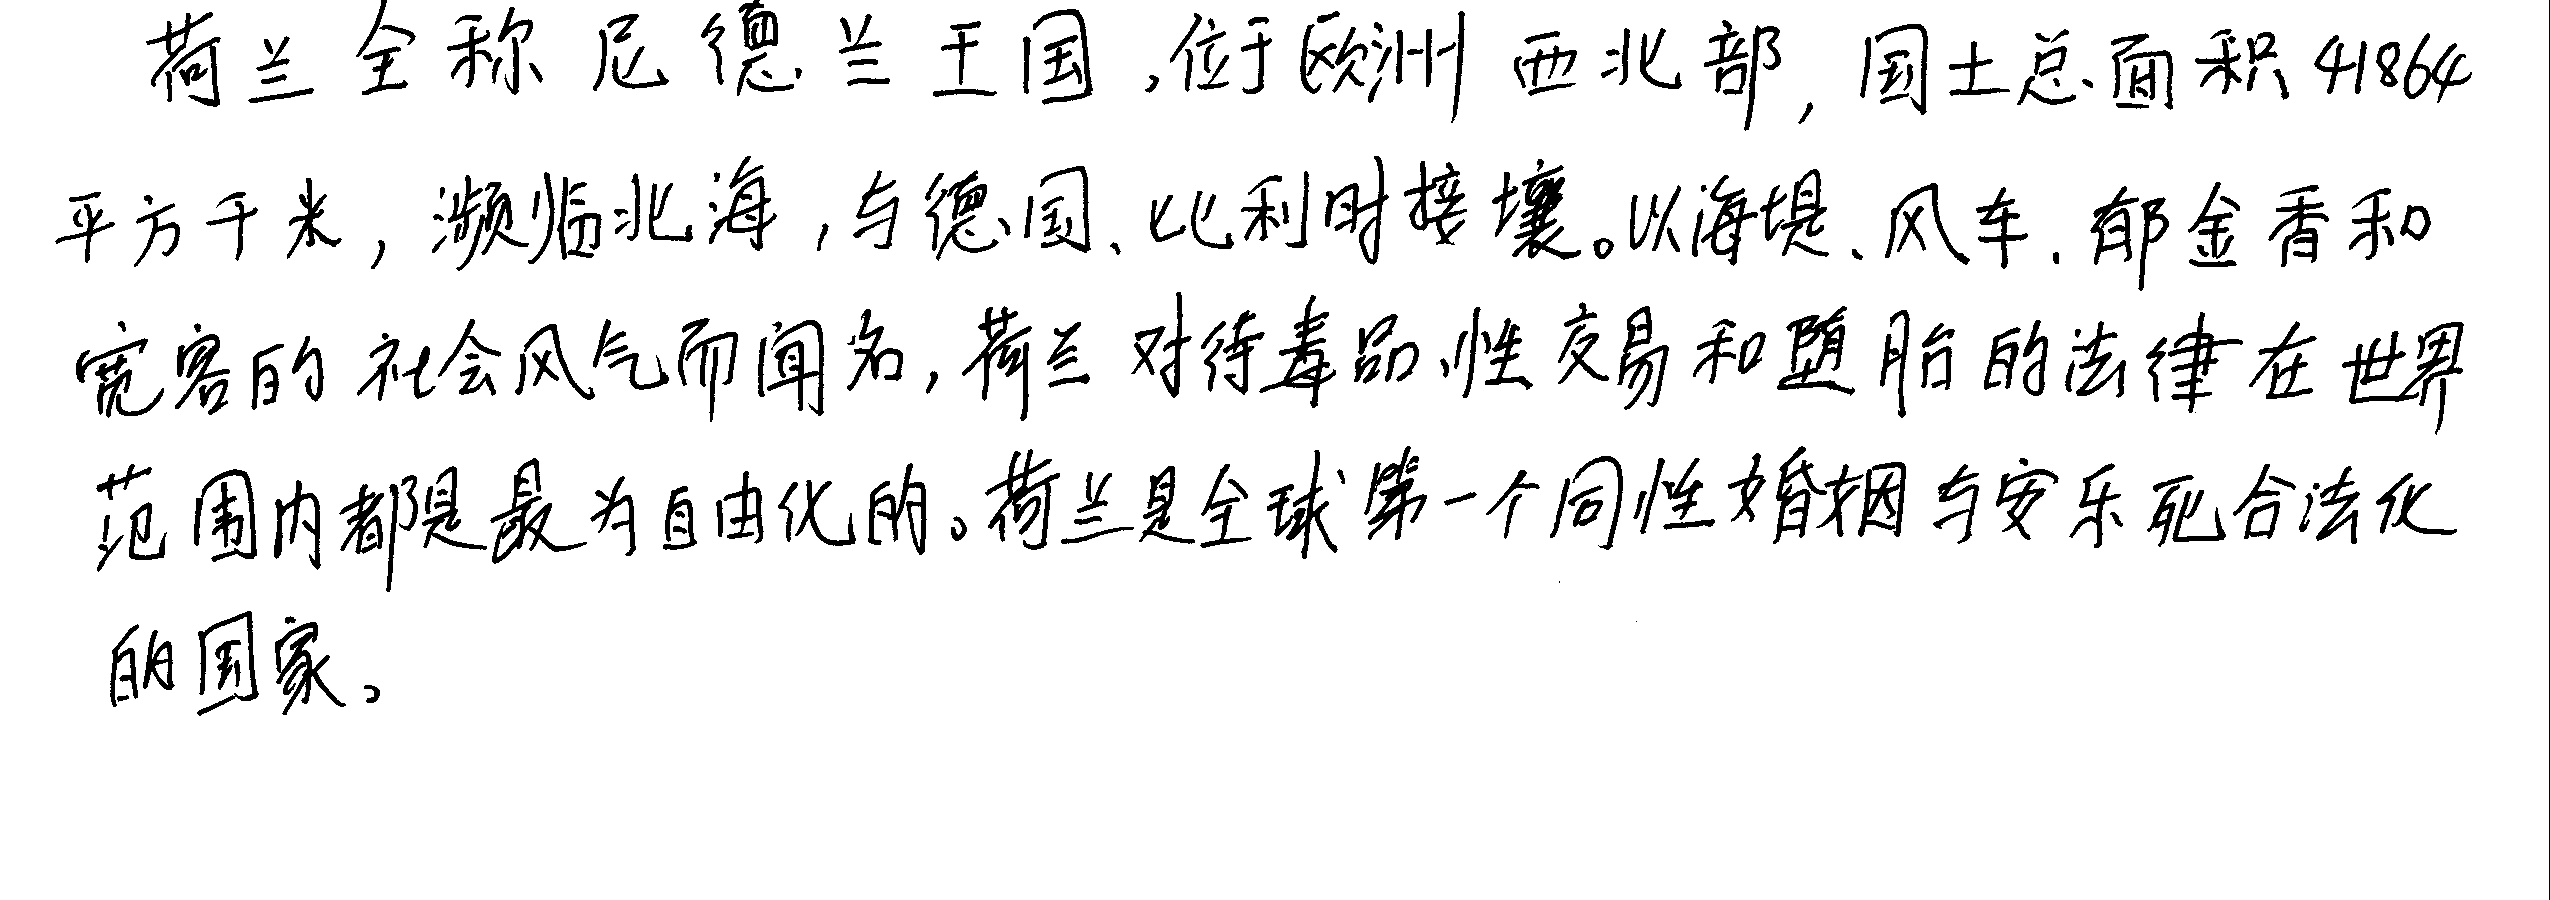 荷兰全称尼德兰王国,位于欧洲西北部,国土总面积41864
平方千米,濒临北海,与德国、比利时接壤。以海堤、风车、郁金香和
宽容的社会风气而闻名,荷兰对待毒品、性交易和堕胎的法律在世界
范围内都是最为自由化的。荷兰是全球第一个同性婚姻与安乐死合法化
的国家。